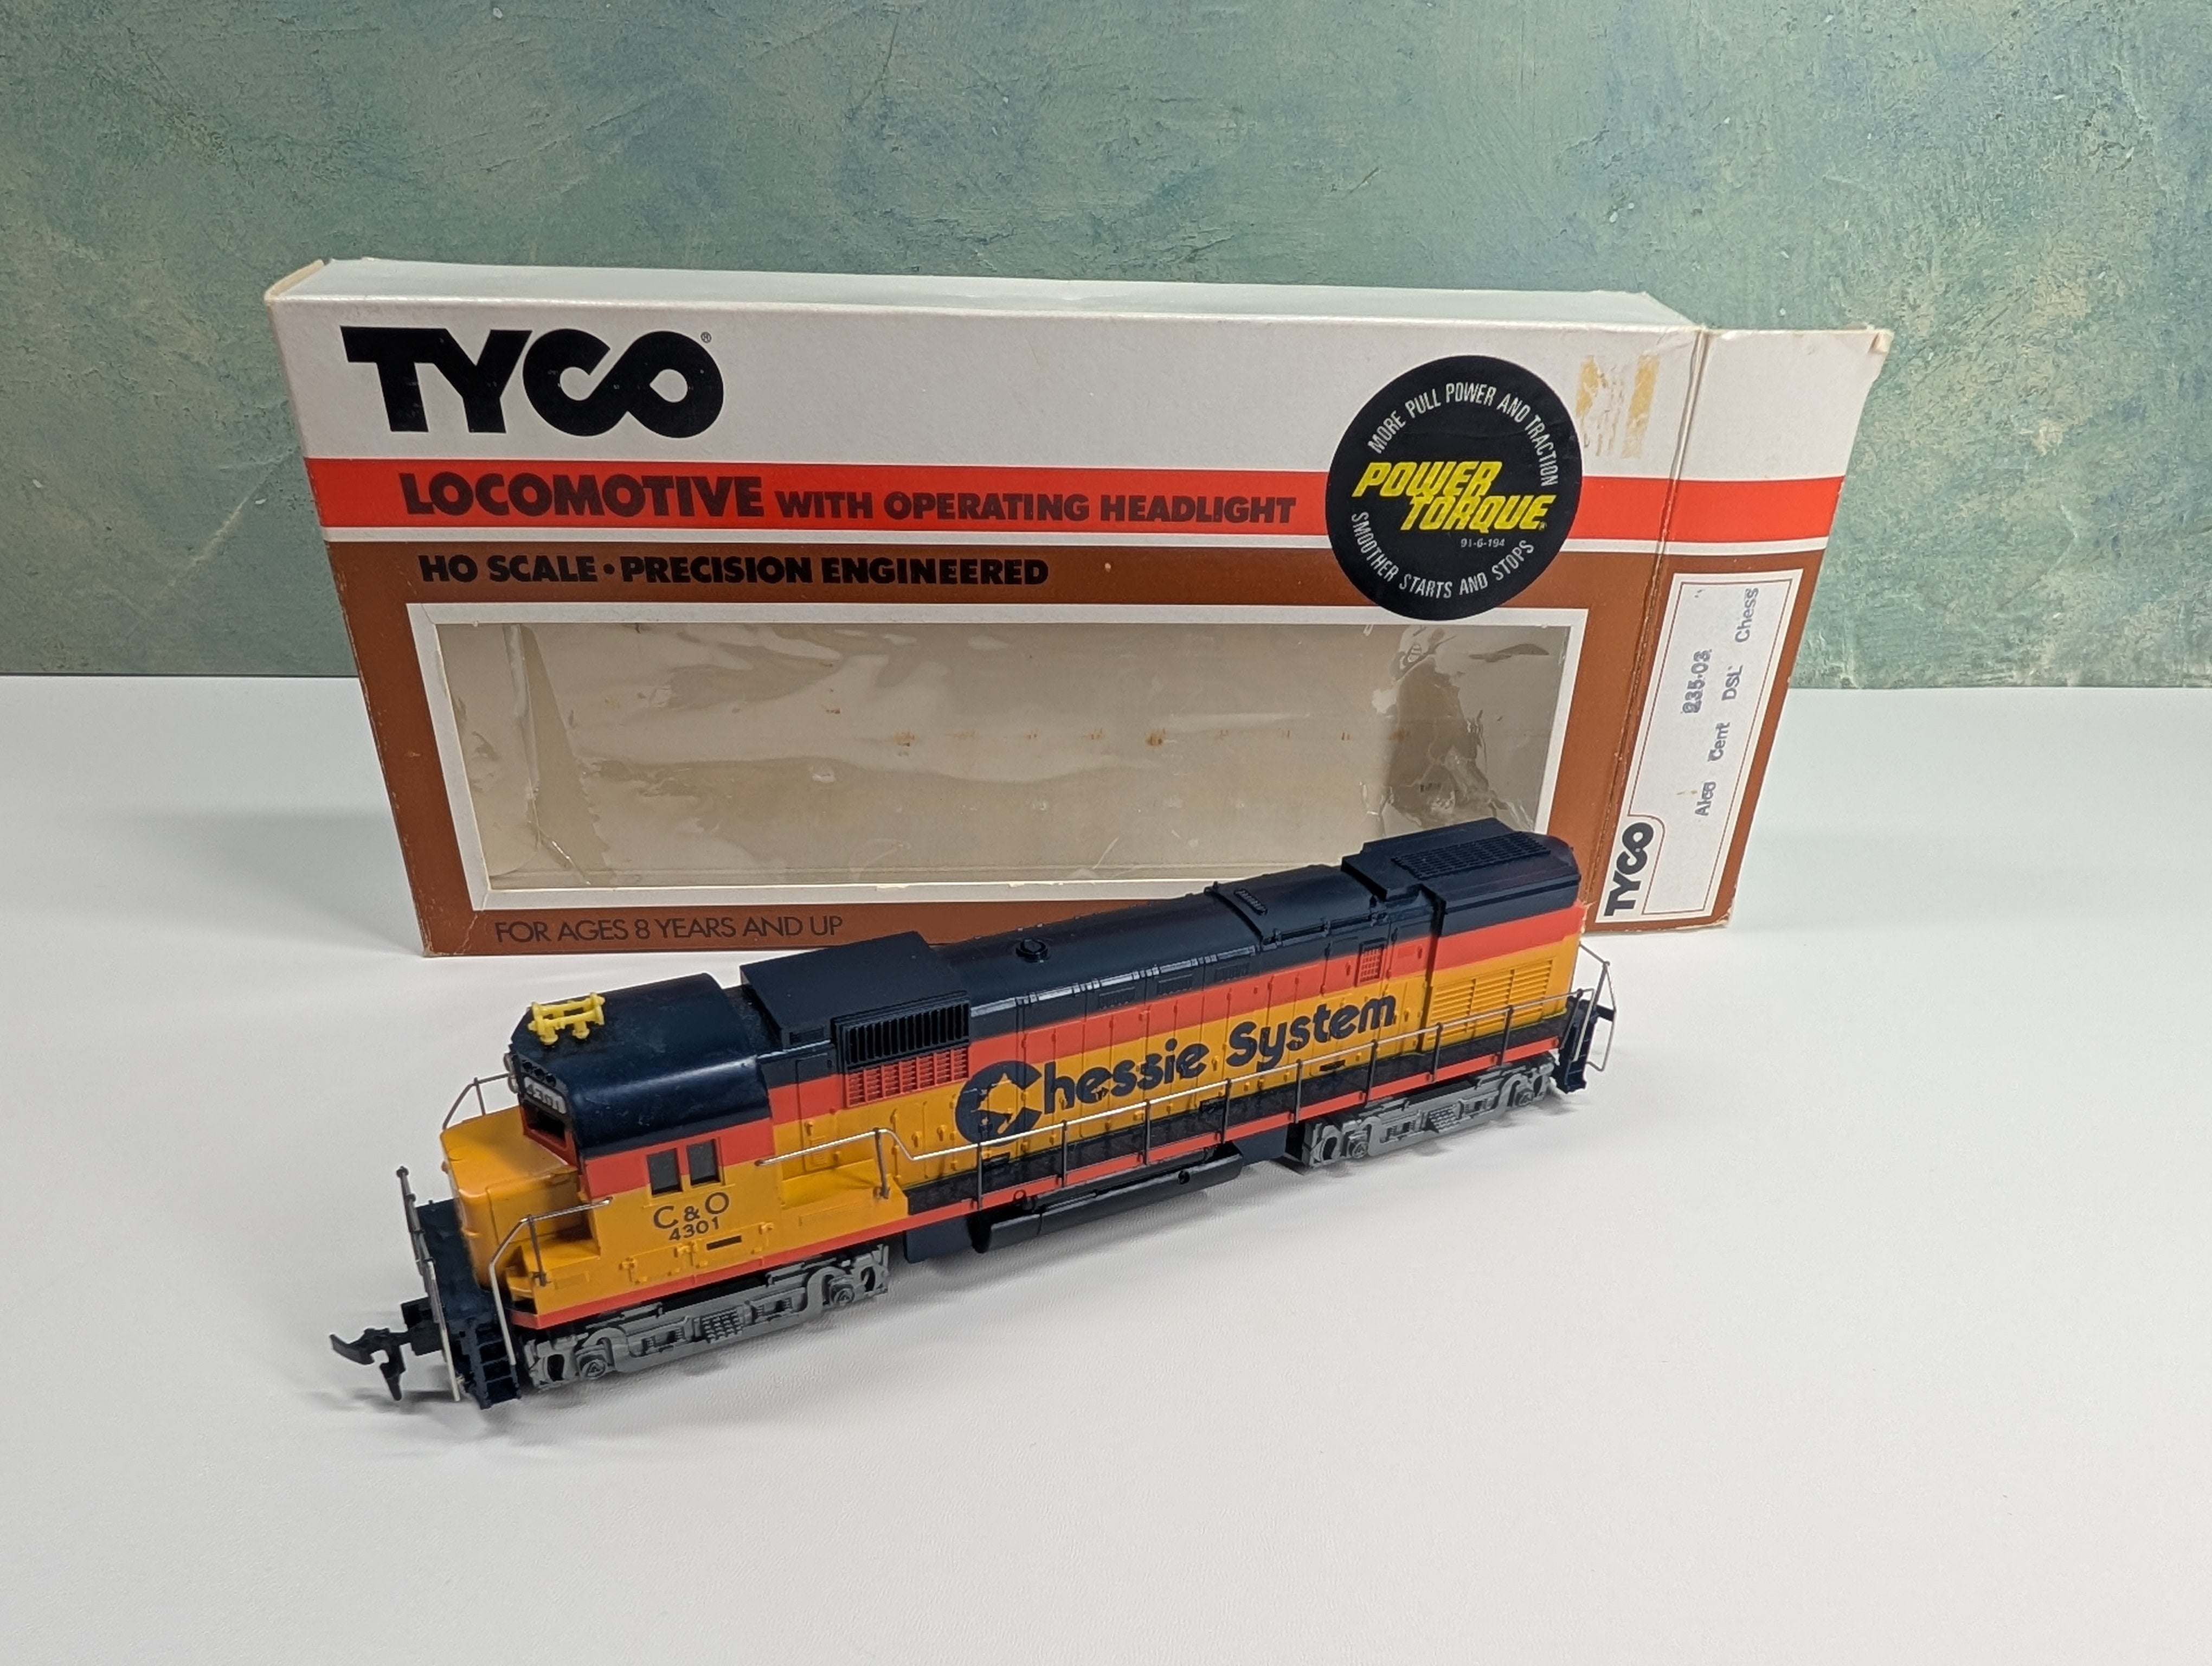 TYCO®
LOCOMOTIVE WITH OPERATING HEADLIGHT
HO SCALE • PRECISION ENGINEERED
MORE PULL POWER AND TRACTION
POWER
TORQUE
91-6-194
SMOOTHER STARTS AND STOPS
FOR AGES 8 YEARS AND UP
TYCO
235-03
Alco Cent DSL Chess
4301
Chessie System
C&O
4301